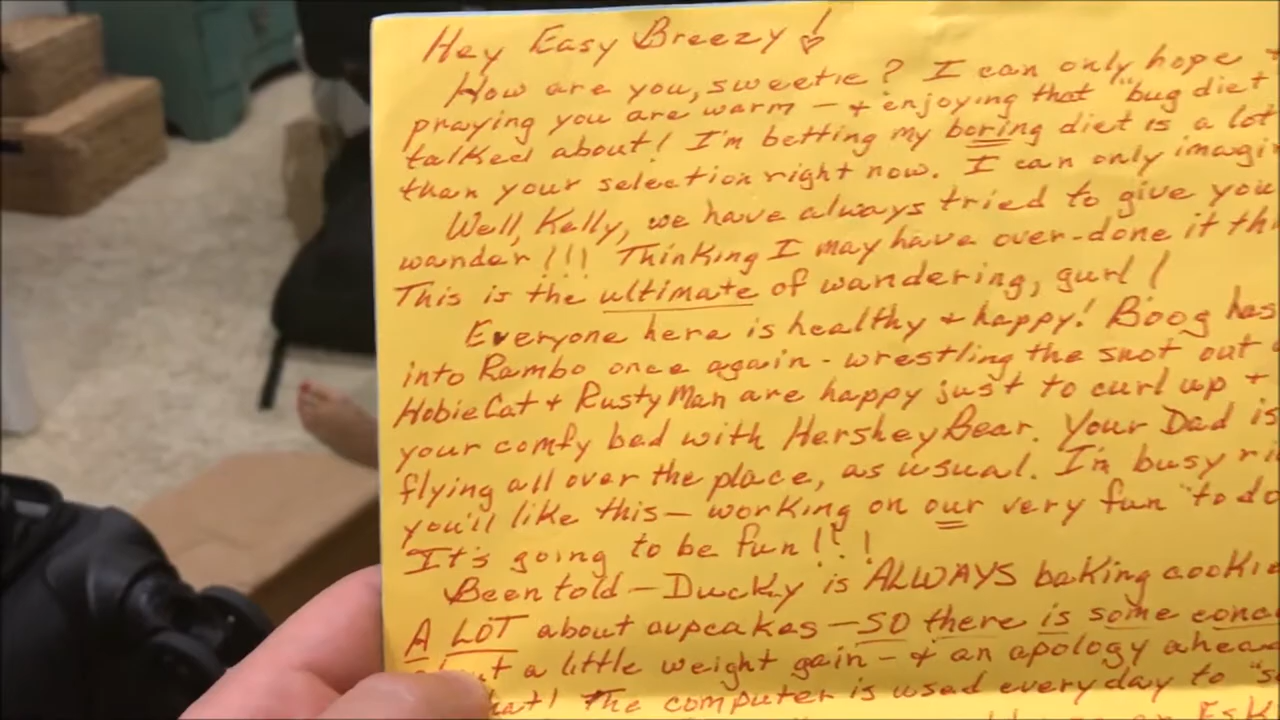 Hey Easy Breezy!
How are you, sweetie? I can only hope
praying you are warm - + enjoying that "bug diet
talked about! I'm betting my boring diet is a lot
than your selection right now. I can only imagi
Well, Kelly, we have always tried to give you
wander!!! Thinking I may have over-done it thi
This is the ultimate of wandering, gurl!
Everyone here is healthy + happy! Boog has
into Rambo once again - wrestling the snot out
HobieCat + RustyMan are happy just to curl up +
your comfy bed with HersheyBear. Your Dad is
flying all over the place, as usual. I'm busy ri
you'll like this - working on our very fun "to do
It's going to be fun!!!
Been told - Ducky is ALWAYS baking cookie
A LOT about cupcakes - SO there is some conc
a little weight gain - + an apology ahea
hat! The computer is used everyday to "s